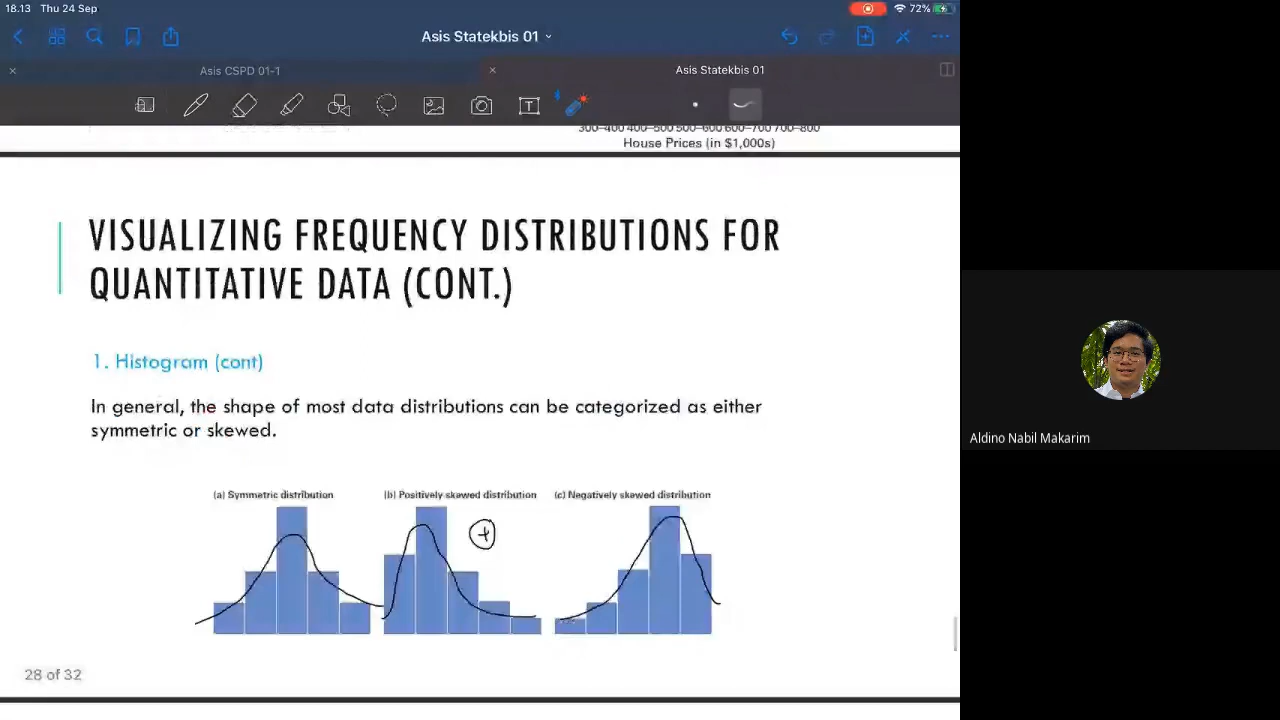 18.13 Thu 24 Sep
72%
Asis Statekbis 01
Asis CSPD 01-1
Asis Statekbis 01
T
300–400 400–500 500–600 600–700 700–800
House Prices (in $1,000s)
VISUALIZING FREQUENCY DISTRIBUTIONS FOR
QUANTITATIVE DATA (CONT.)
1. Histogram (cont)
In general, the shape of most data distributions can be categorized as either
symmetric or skewed.
(a) Symmetric distribution
(b) Positively skewed distribution
(c) Negatively skewed distribution
+
28 of 32
Aldino Nabil Makarim